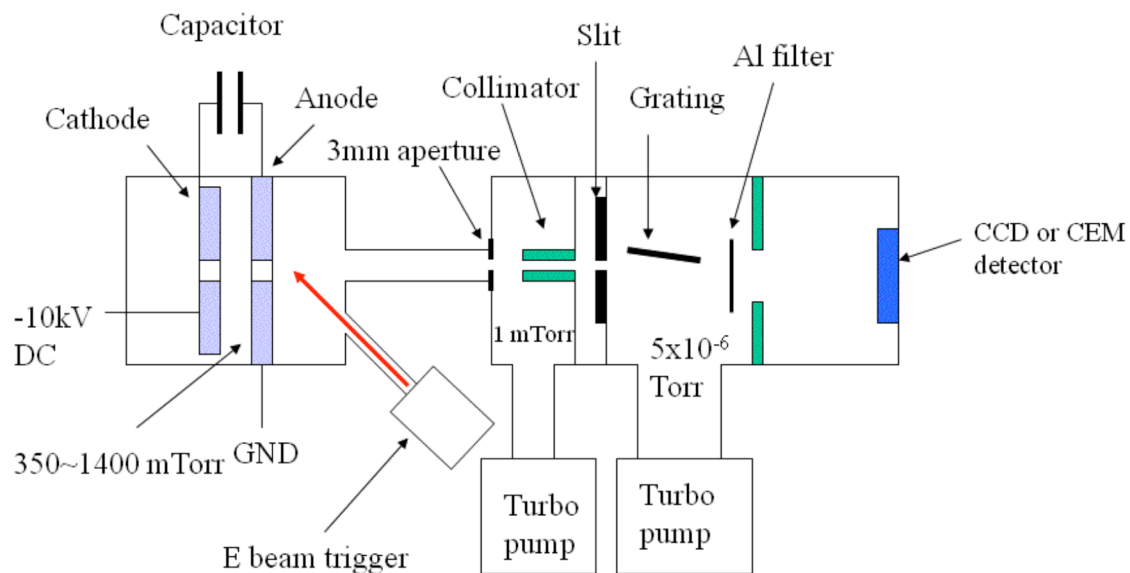 Capacitor
Slit
Al filter
Collimator
Grating
Anode
Cathode
3mm aperture
CCD or CEM
detector
-10kV
DC
1 mTorr
5x10-6
Torr
350~1400 mTorr
GND
Turbo
pump
Turbo
pump
E beam trigger